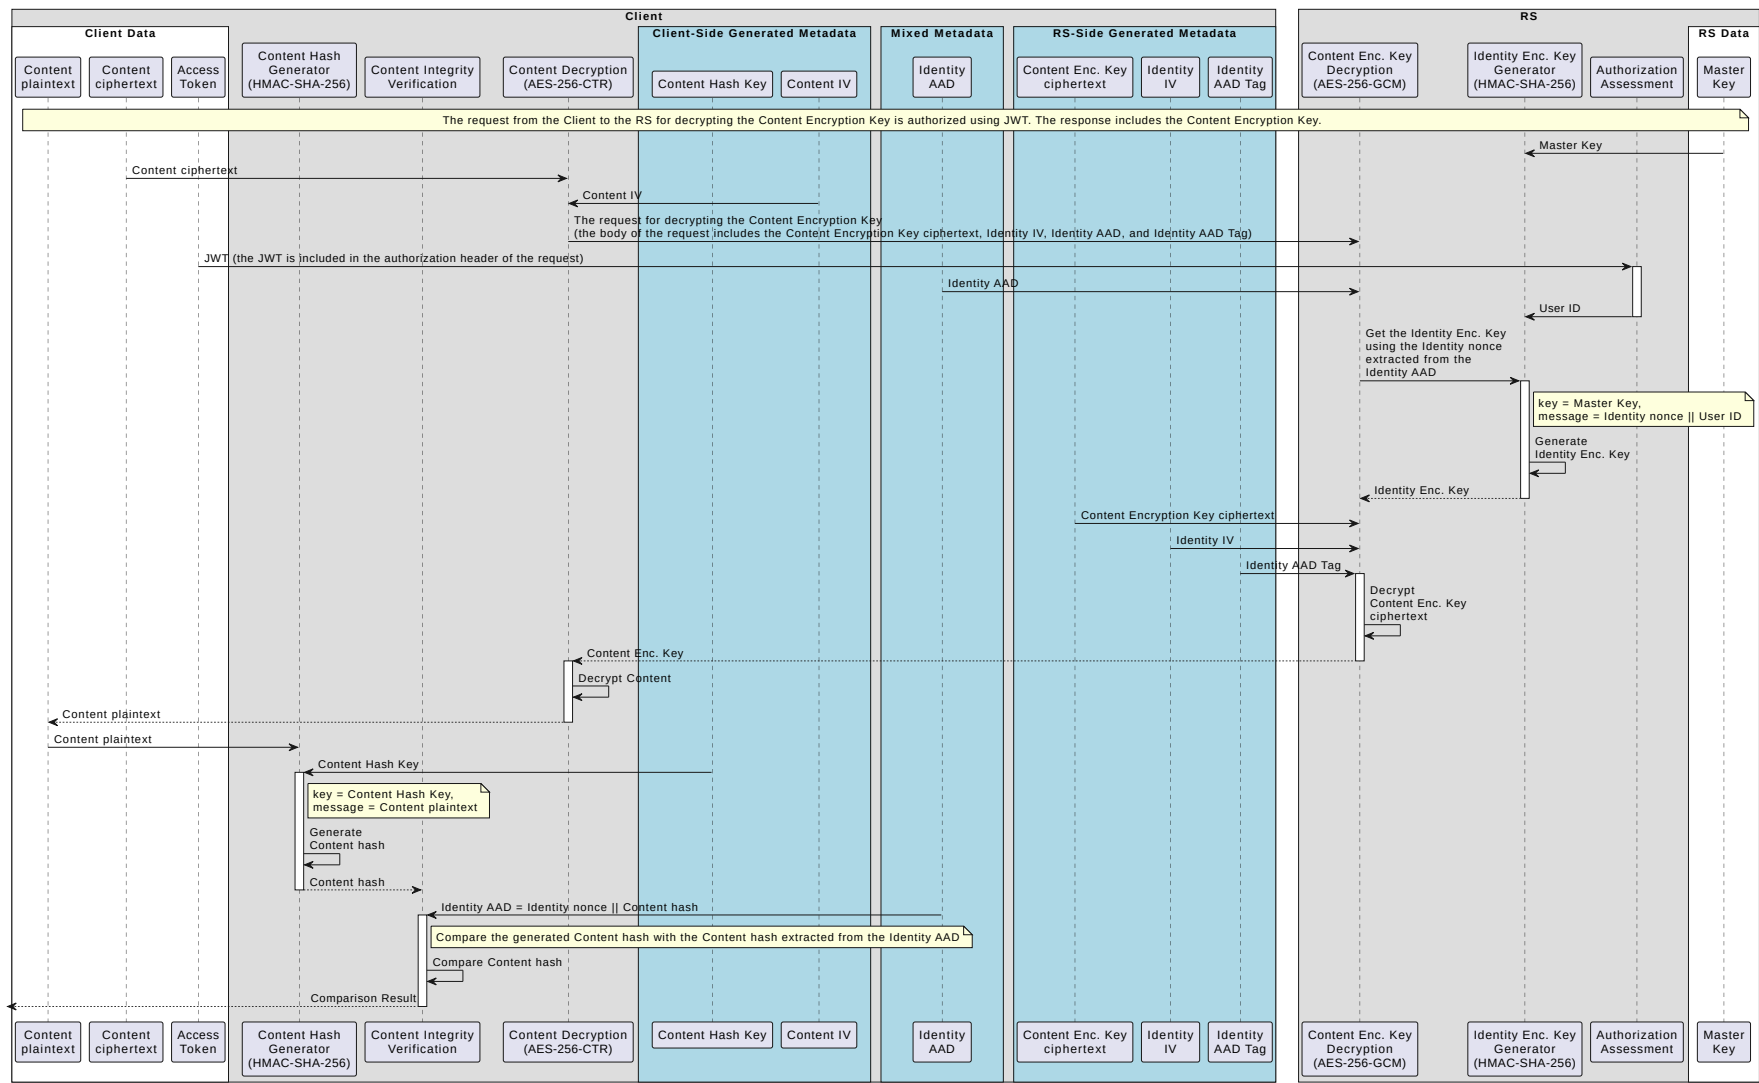 Client
RS
Client Data
Client-Side Generated Metadata
Mixed Metadata
RS-Side Generated Metadata
RS Data
Content
plaintext
Content
ciphertext
Access
Token
Content Hash
Generator
(HMAC-SHA-256)
Content Integrity
Verification
Content Decryption
(AES-256-CTR)
Content Hash Key
Content IV
Identity
AAD
Content Enc. Key
ciphertext
Identity
IV
Identity
AAD Tag
Content Enc. Key
Decryption
(AES-256-GCM)
Identity Enc. Key
Generator
(HMAC-SHA-256)
Authorization
Assessment
Master
Key
The request from the Client to the RS for decrypting the Content Encryption Key is authorized using JWT. The response includes the Content Encryption Key.
Master Key
Content ciphertext
Content IV
The request for decrypting the Content Encryption Key
(the body of the request includes the Content Encryption Key ciphertext, Identity IV, Identity AAD, and Identity AAD Tag)
JWT (the JWT is included in the authorization header of the request)
Identity AAD
User ID
Get the Identity Enc. Key
using the Identity nonce
extracted from the
Identity AAD
key = Master Key,
message = Identity nonce || User ID
Generate
Identity Enc. Key
Identity Enc. Key
Content Encryption Key ciphertext
Identity IV
Identity AAD Tag
Decrypt
Content Enc. Key
ciphertext
Content Enc. Key
Decrypt Content
Content plaintext
Content plaintext
Content Hash Key
key = Content Hash Key,
message = Content plaintext
Generate
Content hash
Content hash
Identity AAD = Identity nonce || Content hash
Compare the generated Content hash with the Content hash extracted from the Identity AAD
Compare Content hash
Comparison Result
Content
plaintext
Content
ciphertext
Access
Token
Content Hash
Generator
(HMAC-SHA-256)
Content Integrity
Verification
Content Decryption
(AES-256-CTR)
Content Hash Key
Content IV
Identity
AAD
Content Enc. Key
ciphertext
Identity
IV
Identity
AAD Tag
Content Enc. Key
Decryption
(AES-256-GCM)
Identity Enc. Key
Generator
(HMAC-SHA-256)
Authorization
Assessment
Master
Key